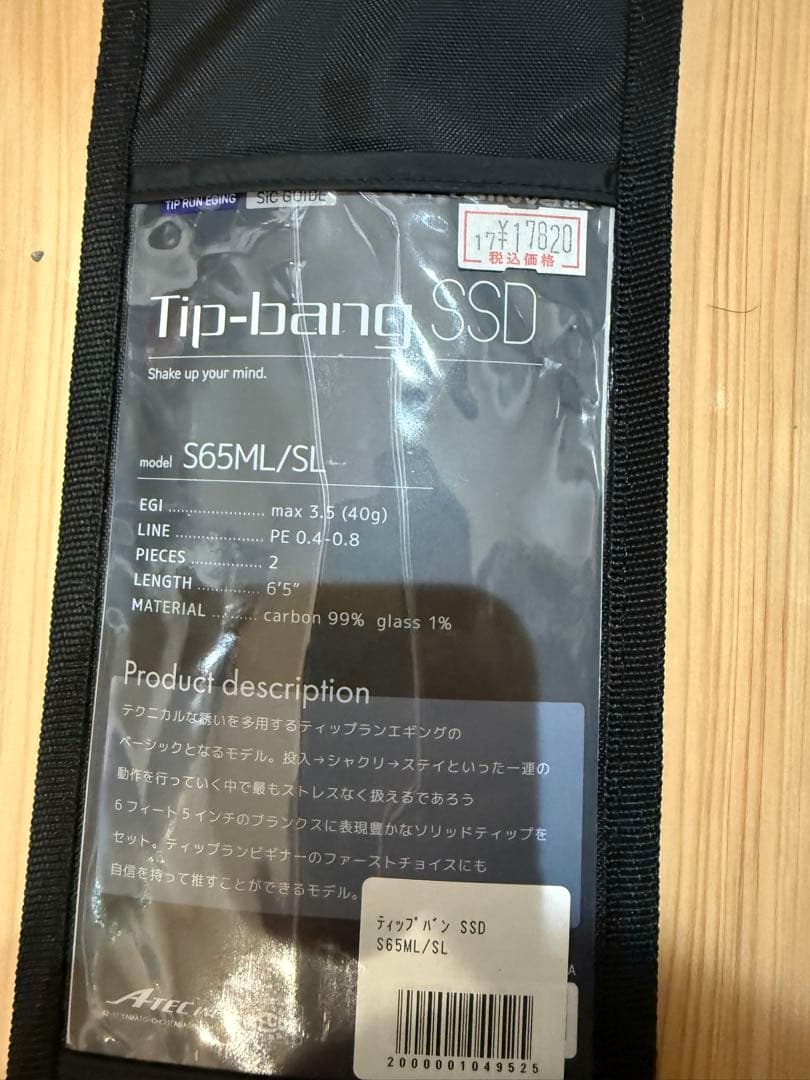 TIP RUN EGING
SiC GUIDE
17 ¥17820
税込価格
Tip-bang SSD
Shake up your mind.
model S65ML/SL
EGI .................... max 3.5 (40g)
LINE ................... PE 0.4-0.8
PIECES ............... 2
LENGTH ............. 6'5"
MATERIAL .......... carbon 99% glass 1%
Product description
テクニカルな誘いを多用するティップランエギングの
ベーシックとなるモデル。投入→シャクリ→ステイといった一連の
動作を行っていく中で最もストレスなく扱えるであろう
6フィート5インチのブランクスに表現豊かなソリッドティップを
セット。ティップランビギナーのファーストチョイスにも
自信を持って推すことができるモデル。
ティップバン SSD
S65ML/SL
2000001049525
A-TEC